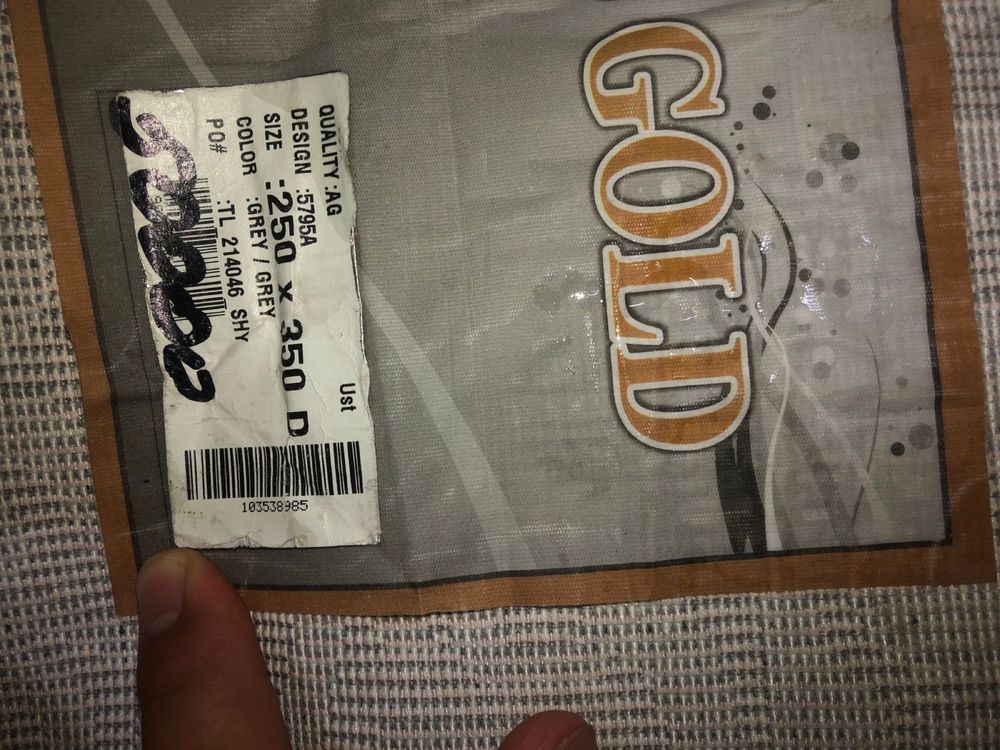 GOLD
QUALITY :AG
DESIGN :5795A
SIZE :250 X 350 D
COLOR :GREY / GREY
PO# :TL 214046 SHY
Ust
103538985